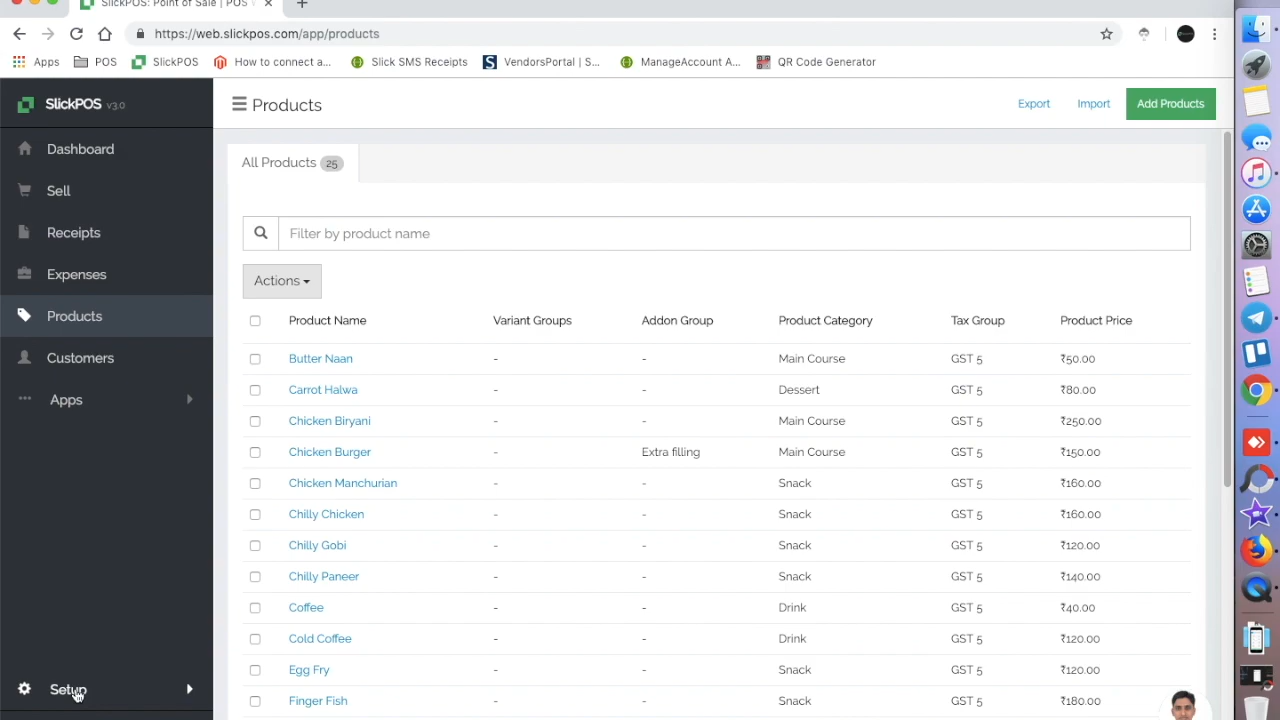 SlickPOS: Point of Sale | POS
https://web.slickpos.com/app/products
Apps POS SlickPOS How to connect a... Slick SMS Receipts VendorsPortal | S... ManageAccount A... QR Code Generator
SlickPOS v3.0
Dashboard
Sell
Receipts
Expenses
Products
Customers
Apps
Setup
Products
Export Import Add Products
All Products 25
Filter by product name
Actions
Product Name Variant Groups Addon Group Product Category Tax Group Product Price
Butter Naan - - Main Course GST 5 ₹50.00
Carrot Halwa - - Dessert GST 5 ₹80.00
Chicken Biryani - - Main Course GST 5 ₹250.00
Chicken Burger - Extra filling Main Course GST 5 ₹150.00
Chicken Manchurian - - Snack GST 5 ₹160.00
Chilly Chicken - - Snack GST 5 ₹160.00
Chilly Gobi - - Snack GST 5 ₹120.00
Chilly Paneer - - Snack GST 5 ₹140.00
Coffee - - Drink GST 5 ₹40.00
Cold Coffee - - Drink GST 5 ₹120.00
Egg Fry - - Snack GST 5 ₹120.00
Finger Fish - - Snack GST 5 ₹180.00